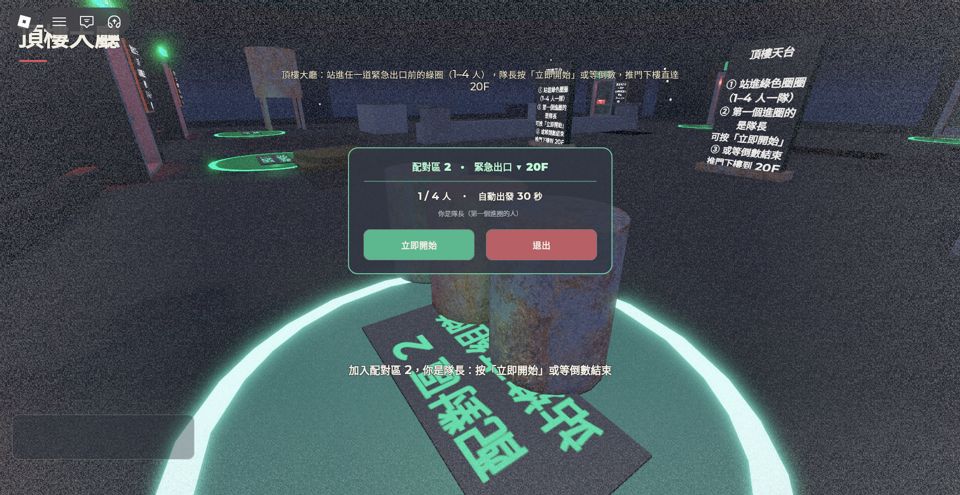 頂樓大廳
頂樓大廳：站進任一道緊急出口前的綠圈（1–4 人），隊長按「立即開始」或等倒數，推門下樓直達
20F
頂樓天台
① 站進綠色圈圈
（1–4 人一隊）
② 第一個進圈的
是隊長
可按「立即開始」
③ 或等倒數結束
推門下樓到 20F
配對區 2 • 緊急出口 ▼ 20F
1 / 4 人 • 自動出發 30 秒
你是隊長（第一個進圈的人）
立即開始
退出
加入配對區 2，你是隊長：按「立即開始」或等倒數結束
配對區 2